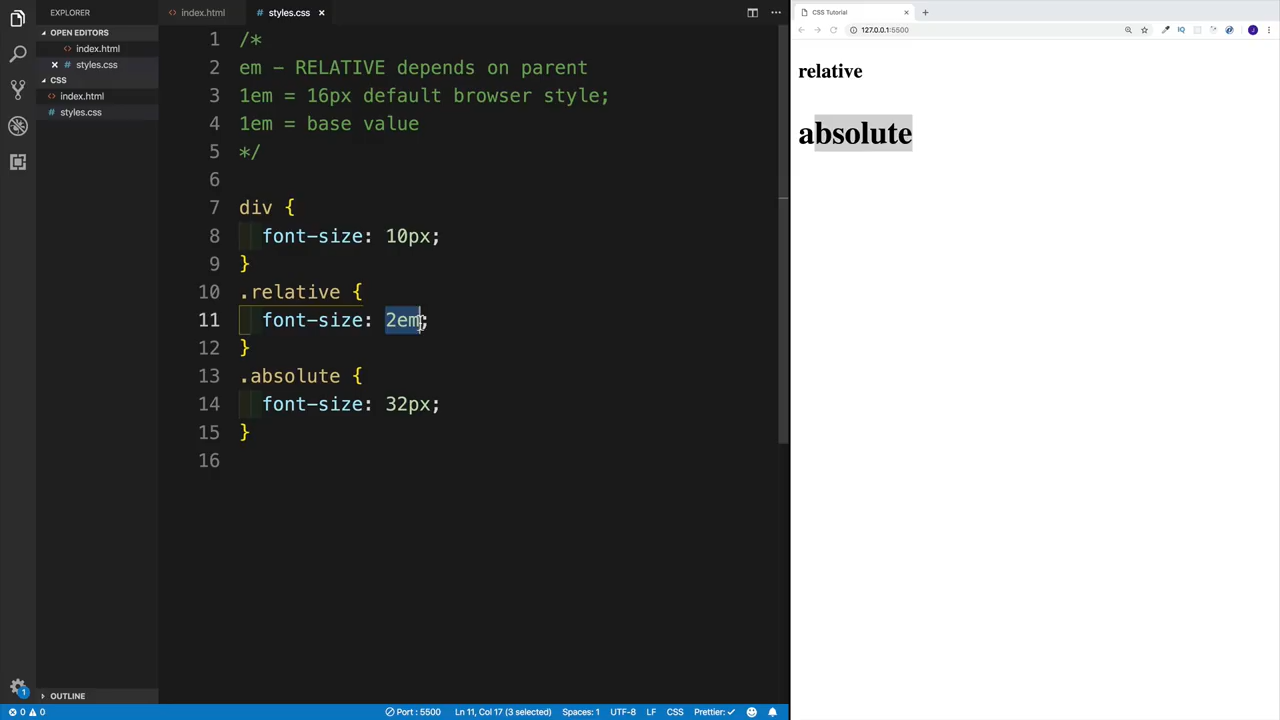 EXPLORER
OPEN EDITORS
index.html
styles.css
CSS
index.html
styles.css
OUTLINE
index.html
styles.css
1 /*
2 em - RELATIVE depends on parent
3 1em = 16px default browser style;
4 1em = base value
5 */
6
7 div {
8 font-size: 10px;
9 }
10 .relative {
11 font-size: 2em;
12 }
13 .absolute {
14 font-size: 32px;
15 }
16
CSS Tutorial
127.0.0.1:5500
IQ
J
relative
absolute
1
0 0
Port : 5500
Ln 11, Col 17 (3 selected)
Spaces: 1
UTF-8
LF
CSS
Prettier: ✓